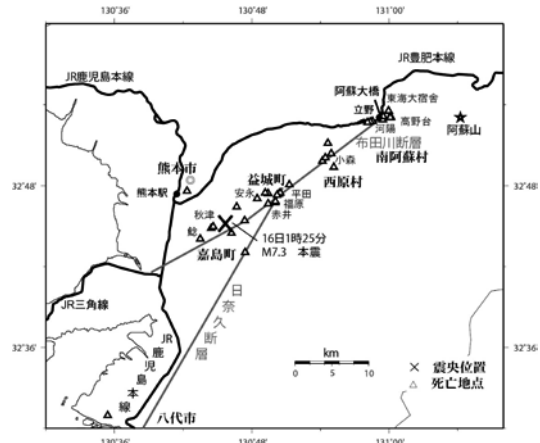 130°36'
130°48'
131°00'
JR豊肥本線
JR鹿児島本線
阿蘇大橋
東海大宿舎
立野
高野台
河陽
阿蘇山
布田川断層
南阿蘇村
熊本市
小森
西原村
32°48'
32°48'
益城町
熊本駅
安永
平田
福原
秋津
赤井
鯰
16日1時25分
M7.3 本震
嘉島町
日奈久断層
JR三角線
32°36'
32°36'
JR鹿児島本線
km
0 5 10
震央位置
死亡地点
八代市
130°36'
130°48'
131°00'